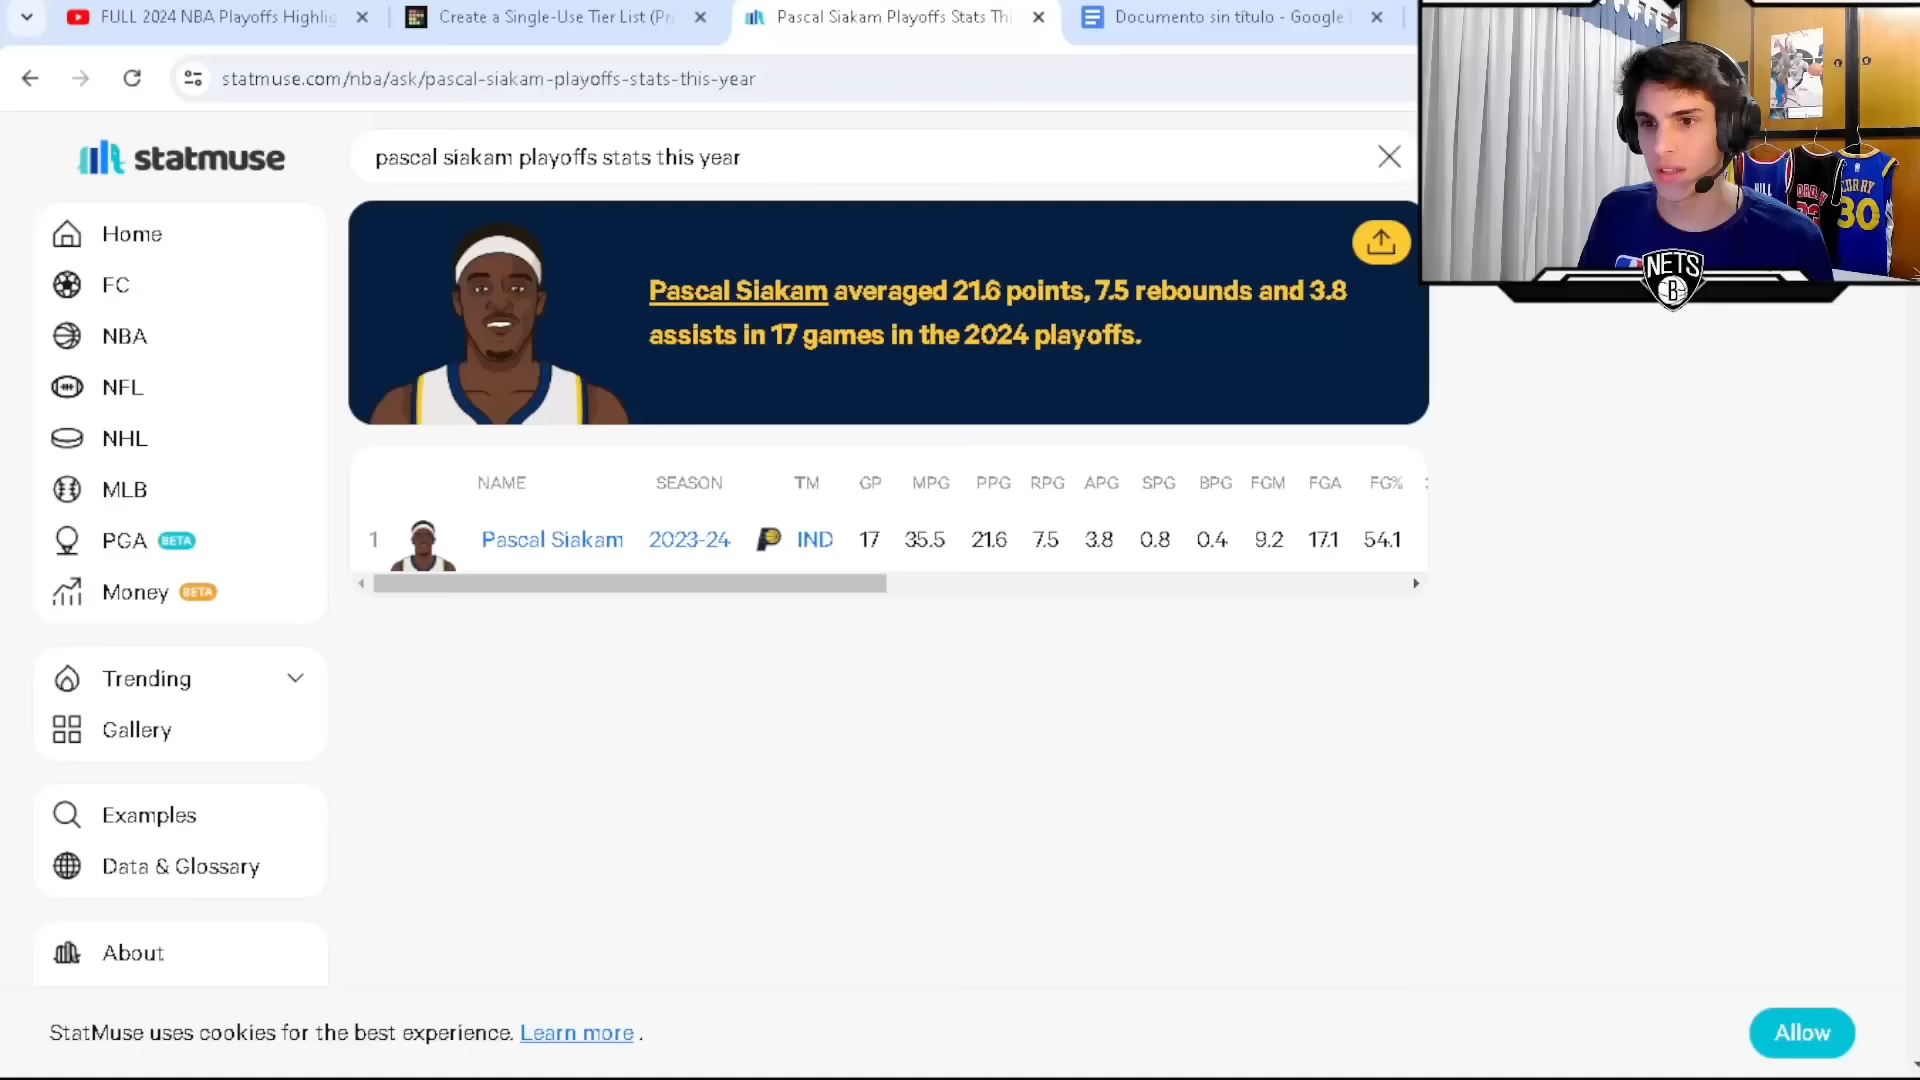 FULL 2024 NBA Playoffs Highlig
Create a Single-Use Tier List (Pr
Pascal Siakam Playoffs Stats Thi
Documento sin título - Google
statmuse.com/nba/ask/pascal-siakam-playoffs-stats-this-year
statmuse
pascal siakam playoffs stats this year
Home
FC
NBA
NFL
NHL
MLB
PGA BETA
Money BETA
Trending
Gallery
Examples
Data & Glossary
About
Pascal Siakam averaged 21.6 points, 7.5 rebounds and 3.8
assists in 17 games in the 2024 playoffs.
NAME SEASON TM GP MPG PPG RPG APG SPG BPG FGM FGA FG%
1 Pascal Siakam 2023-24 IND 17 35.5 21.6 7.5 3.8 0.8 0.4 9.2 17.1 54.1
HILL
CURRY
30
NETS
B
StatMuse uses cookies for the best experience. Learn more .
Allow